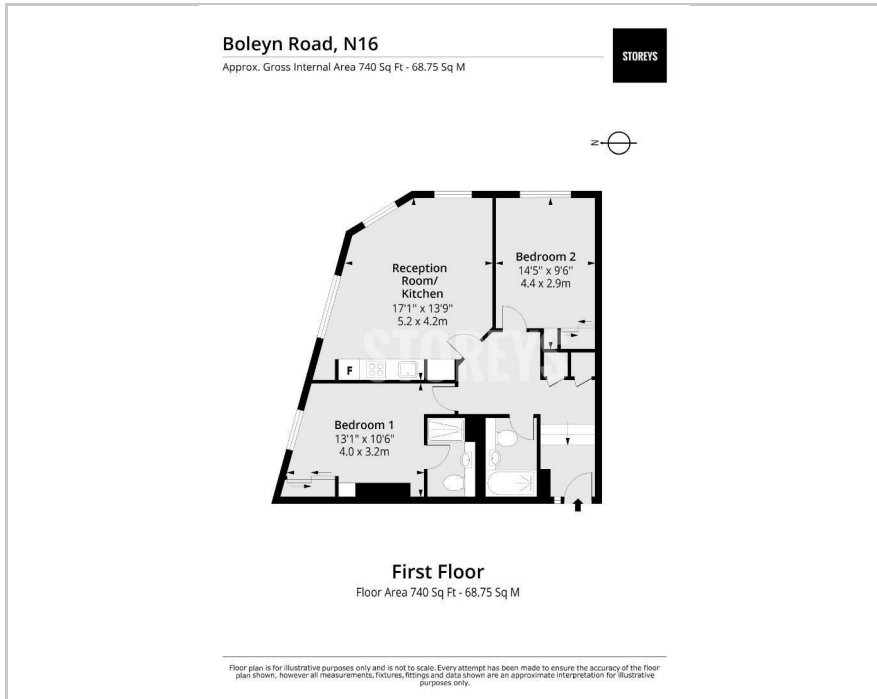 Boleyn Road, N16
Approx. Gross Internal Area 740 Sq Ft - 68.75 Sq M
STOREYS
N
Reception
Room/
Kitchen
17'1" x 13'9"
5.2 x 4.2m
Bedroom 2
14'5" x 9'6"
4.4 x 2.9m
STOREYS
F
Bedroom 1
13'1" x 10'6"
4.0 x 3.2m
First Floor
Floor Area 740 Sq Ft - 68.75 Sq M
Floor plan is for illustrative purposes only and is not to scale. Every attempt has been made to ensure the accuracy of the floor
plan shown, however all measurements, fixtures, fittings and data shown are an approximate interpretation for illustrative
purposes only.